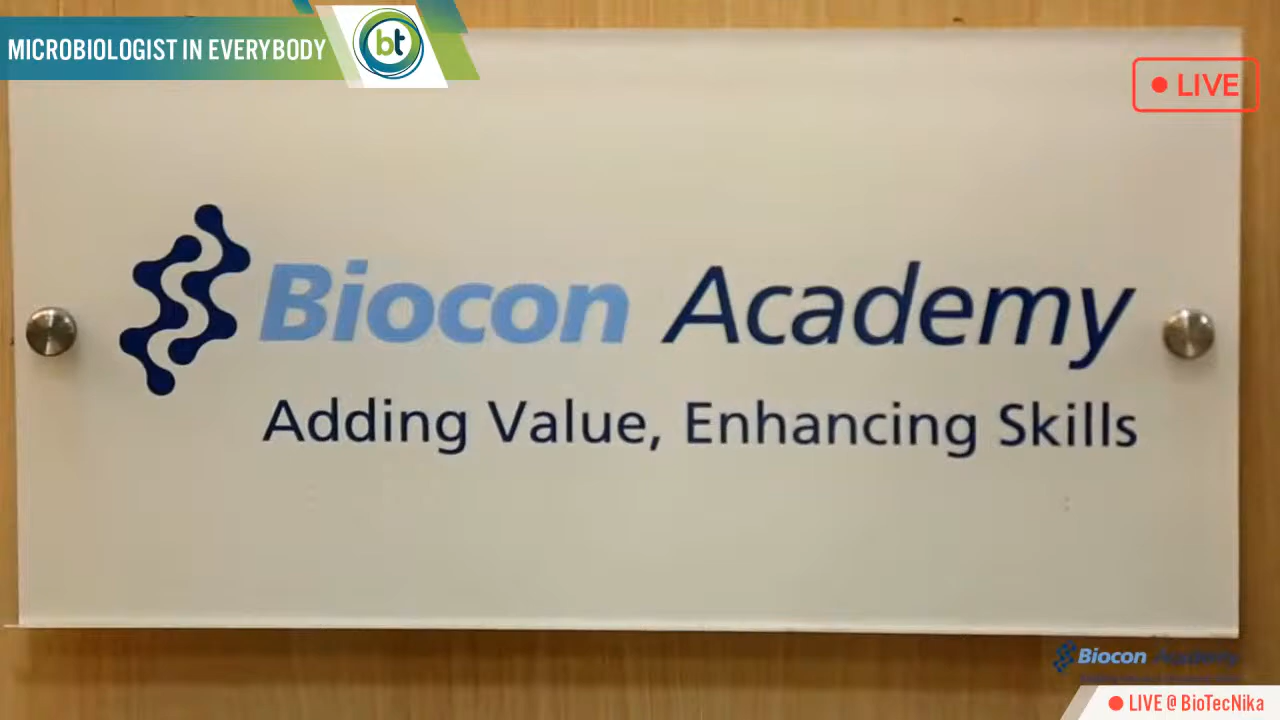 MICROBIOLOGIST IN EVERYBODY
bt
LIVE
Biocon Academy
Adding Value, Enhancing Skills
Biocon Academy
LIVE @ BioTecNika